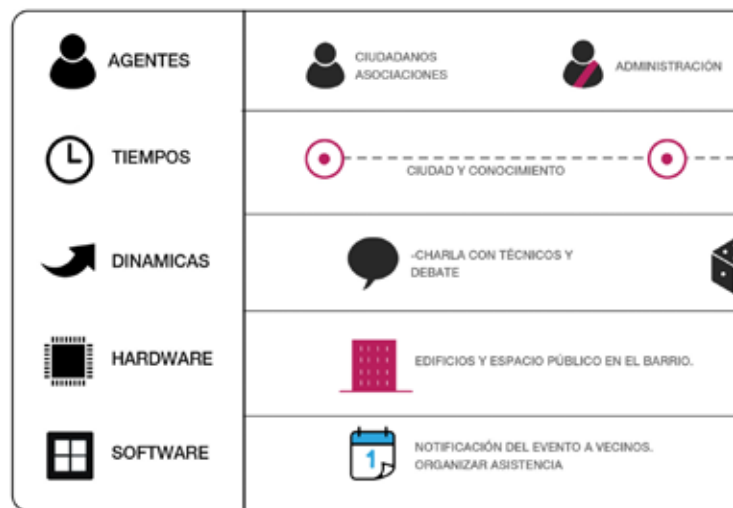 AGENTES
CIUDADANOS
ASOCIACIONES
ADMINISTRACIÓN
TIEMPOS
CIUDAD Y CONOCIMIENTO
DINAMICAS
-CHARLA CON TÉCNICOS Y
DEBATE
HARDWARE
EDIFICIOS Y ESPACIO PÚBLICO EN EL BARRIO.
SOFTWARE
1
NOTIFICACIÓN DEL EVENTO A VECINOS.
ORGANIZAR ASISTENCIA